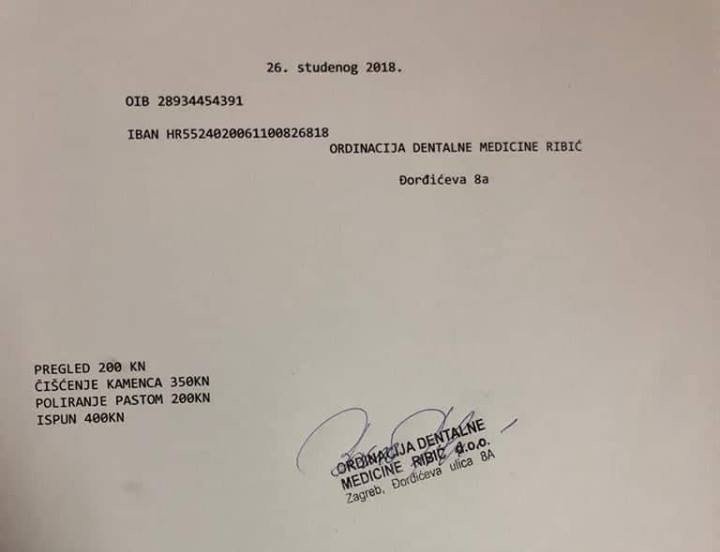 26. studenog 2018.
OIB 28934454391
IBAN HR5524020061100826818
ORDINACIJA DENTALNE MEDICINE RIBIĆ
Đorđićeva 8a
PREGLED 200 KN
ČIŠĆENJE KAMENCA 350KN
POLIRANJE PASTOM 200KN
ISPUN 400KN
ORDINACIJA DENTALNE
MEDICINE RIBIĆ d.o.o.
Zagreb, Đorđićeva ulica 8A